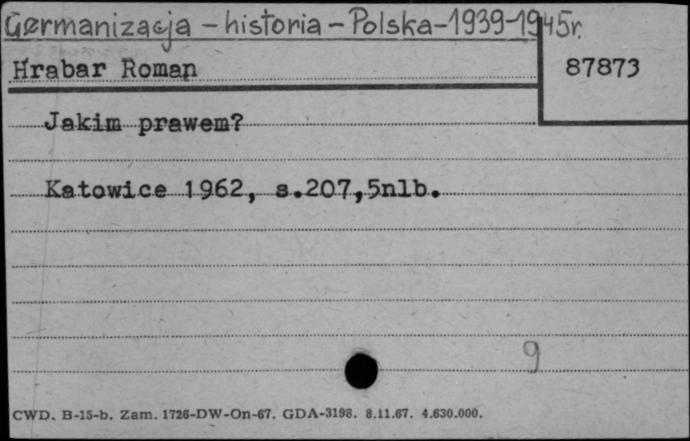 Germanizacja - historia - Polska - 1939-1945r.
Hrabar Roman
87873
Jakim prawem?
Katowice 1962, s.207,5nlb.
9
CWD. B-15-b. Zam. 1726-DW-On-67. GDA-3198. 8.11.67. 4.630.000.